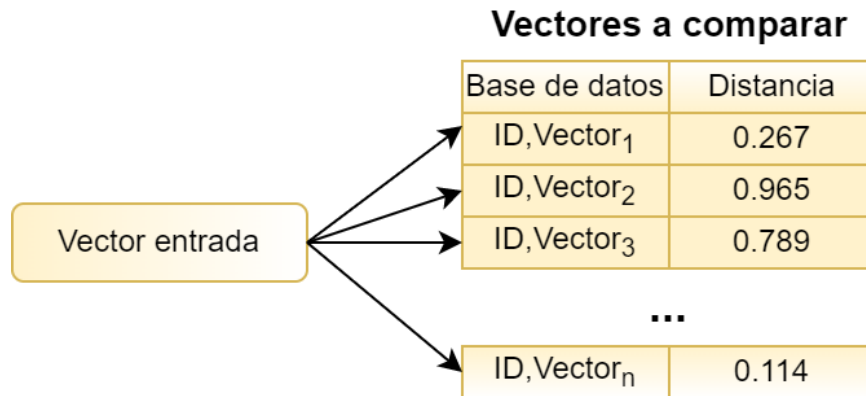 Vectores a comparar
Base de datos Distancia
ID,Vector₁ 0.267
ID,Vector₂ 0.965
Vector entrada
ID,Vector₃ 0.789
...
ID,Vectorₙ 0.114